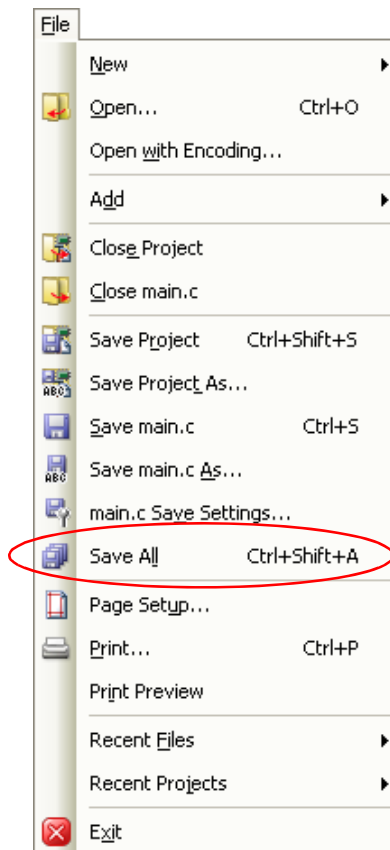 File
New
Open... Ctrl+O
Open with Encoding...
Add
Close Project
Close main.c
Save Project Ctrl+Shift+S
ABC Save Project As...
Save main.c Ctrl+S
ABC Save main.c As...
main.c Save Settings...
Save All Ctrl+Shift+A
Page Setup...
Print... Ctrl+P
Print Preview
Recent Files
Recent Projects
Exit